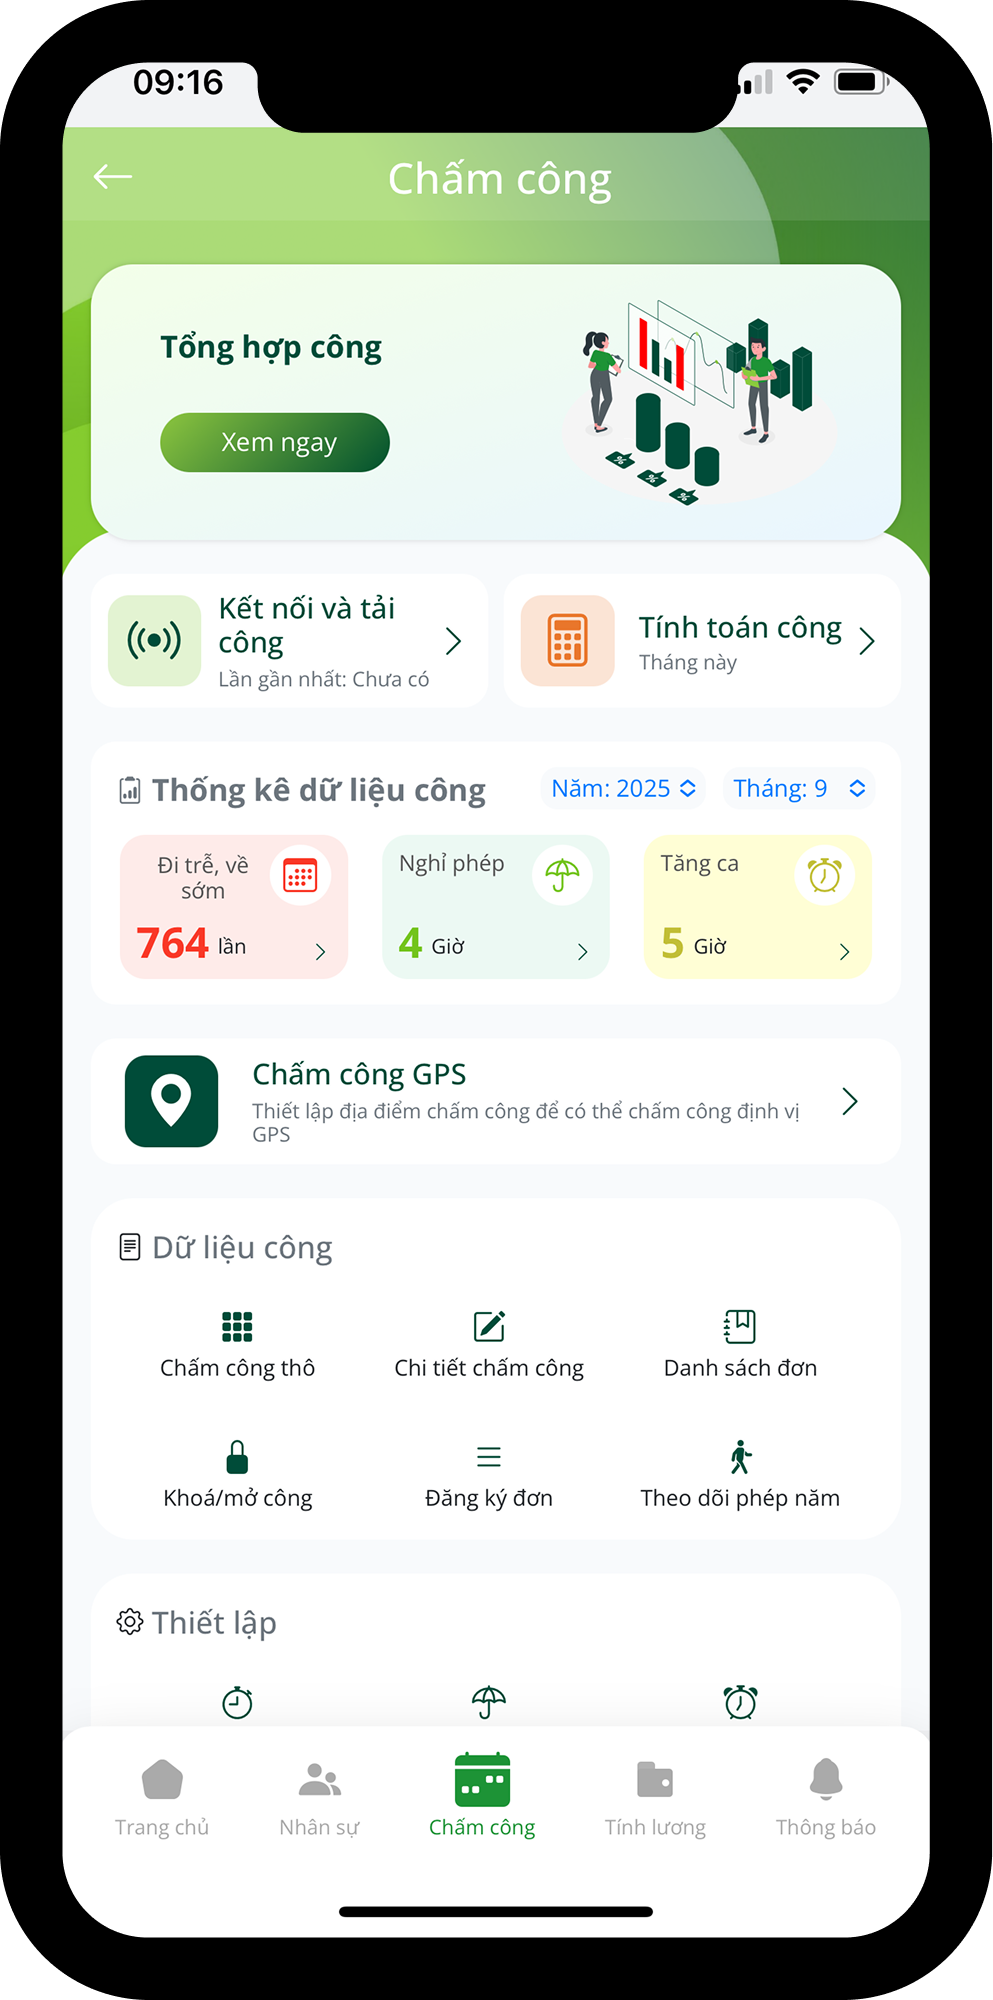 09:16
Chấm công
Tổng hợp công
Xem ngay
Kết nối và tải
công
Lần gần nhất: Chưa có
Tính toán công
Tháng này
Thống kê dữ liệu công
Năm: 2025
Tháng: 9
Đi trễ, về
sớm
764 lần
Nghỉ phép
4 Giờ
Tăng ca
5 Giờ
Chấm công GPS
Thiết lập địa điểm chấm công để có thể chấm công định vị
GPS
Dữ liệu công
Chấm công thô
Chi tiết chấm công
Danh sách đơn
Khoá/mở công
Đăng ký đơn
Theo dõi phép năm
Thiết lập
Trang chủ
Nhân sự
Chấm công
Tính lương
Thông báo